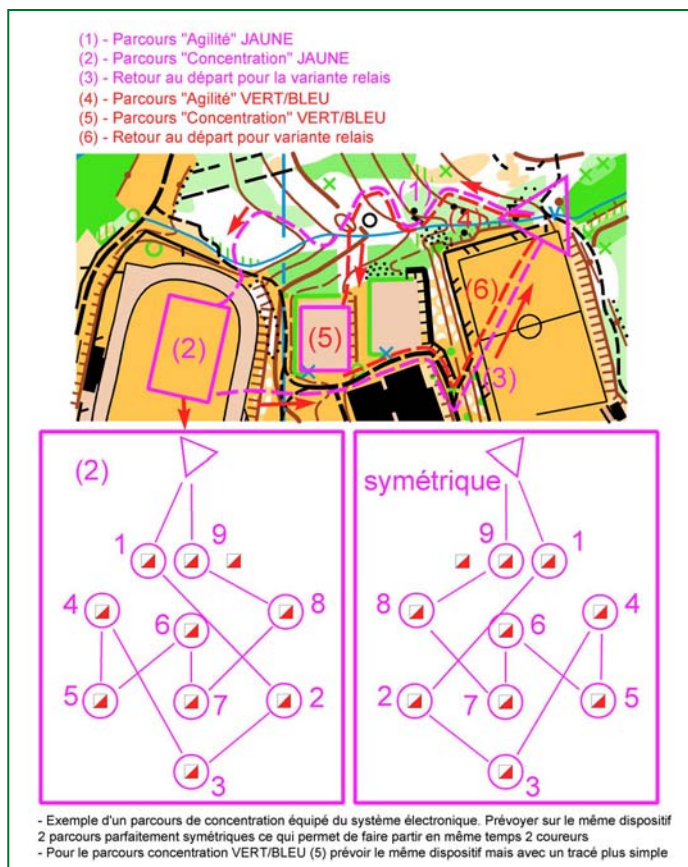 (1) - Parcours "Agilité" JAUNE
(2) - Parcours "Concentration" JAUNE
(3) - Retour au départ pour la variante relais
(4) - Parcours "Agilité" VERT/BLEU
(5) - Parcours "Concentration" VERT/BLEU
(6) - Retour au départ pour variante relais
(1)
(4)
(6)
(2)
(5)
(3)
(2)
1
9
4
6
8
5
7
2
3
symétrique
9
1
8
6
4
2
7
5
3
- Exemple d'un parcours de concentration équipé du système électronique. Prévoyer sur le même dispositif
2 parcours parfaitement symétriques ce qui permet de faire partir en même temps 2 coureurs
- Pour le parcours concentration VERT/BLEU (5) prévoir le même dispositif mais avec un tracé plus simple